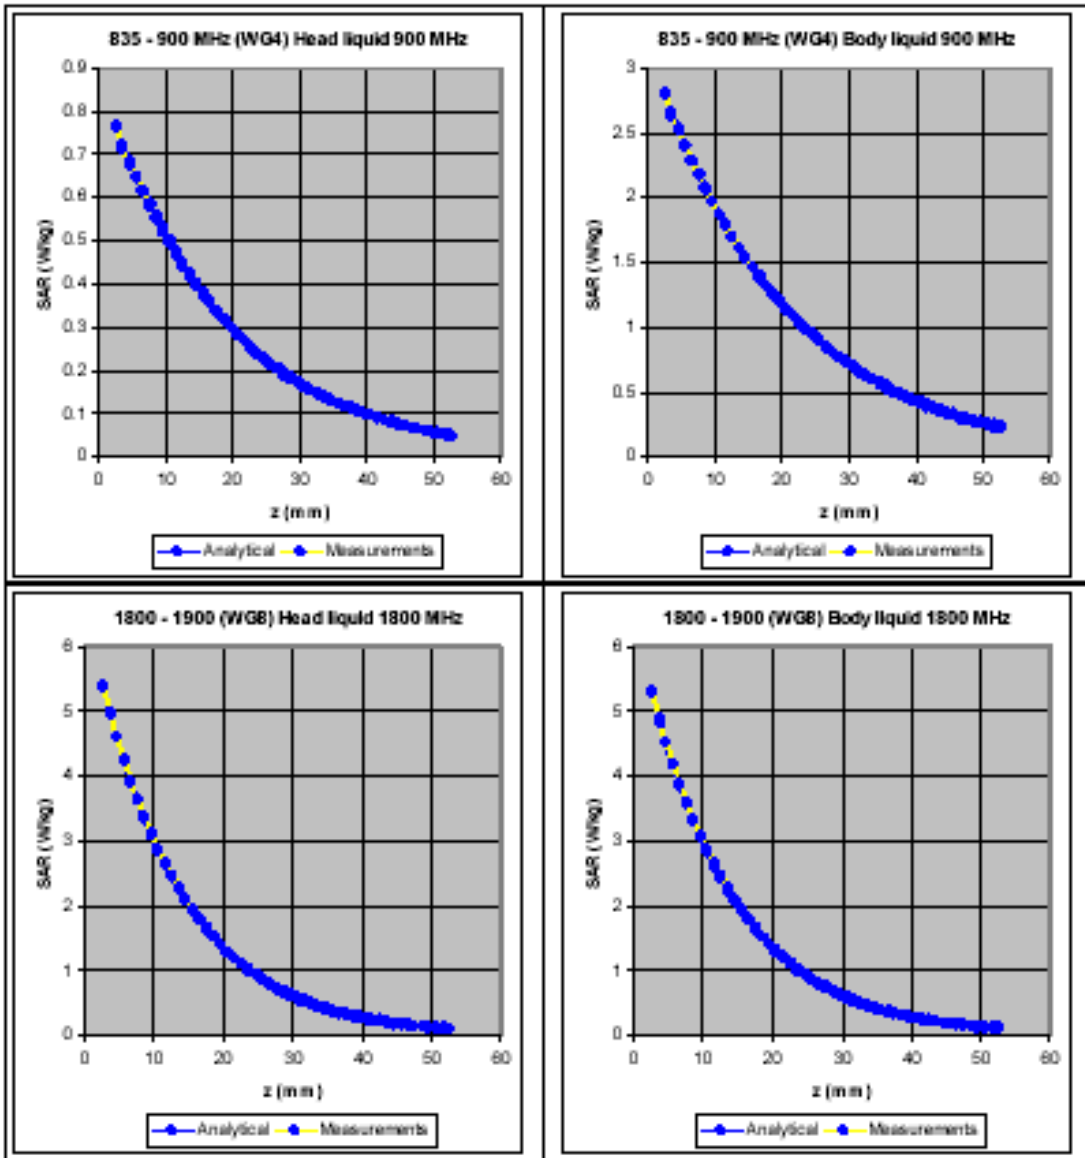 835 - 900 MHz (WG4) Head liquid 900 MHz
SAR (W/kg)
0.9
0.8
0.7
0.6
0.5
0.4
0.3
0.2
0.1
0
0 10 20 30 40 50 60
z (mm)
Analytical Measurements
835 - 900 MHz (WG4) Body liquid 900 MHz
SAR (W/kg)
3
2.5
2
1.5
1
0.5
0
0 10 20 30 40 50 60
z (mm)
Analytical Measurements
1800 - 1900 (WG8) Head liquid 1800 MHz
SAR (W/kg)
6
5
4
3
2
1
0
0 10 20 30 40 50 60
z (mm)
Analytical Measurements
1800 - 1900 (WG8) Body liquid 1800 MHz
SAR (W/kg)
6
5
4
3
2
1
0
0 10 20 30 40 50 60
z (mm)
Analytical Measurements